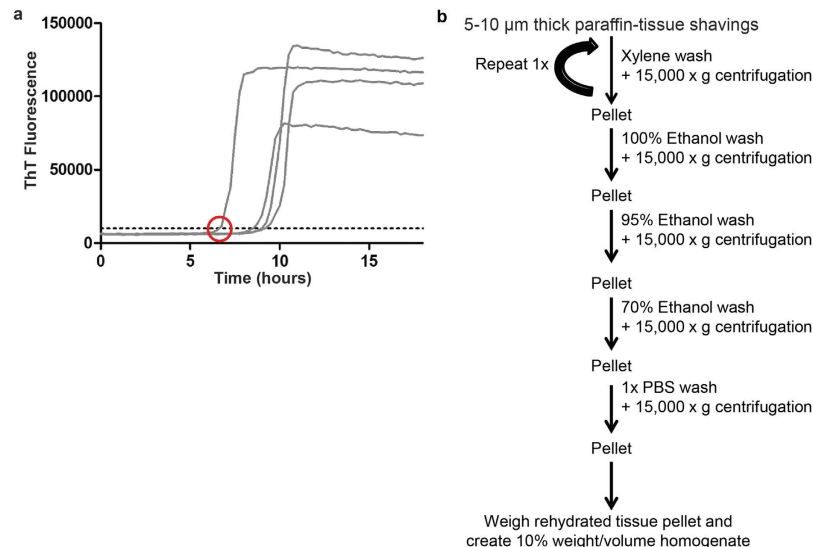 a
150000
100000
50000
0
ThT Fluorescence
0 5 10 15
Time (hours)
b
5-10 µm thick paraffin-tissue shavings
Repeat 1x
Xylene wash
+ 15,000 x g centrifugation
Pellet
100% Ethanol wash
+ 15,000 x g centrifugation
Pellet
95% Ethanol wash
+ 15,000 x g centrifugation
Pellet
70% Ethanol wash
+ 15,000 x g centrifugation
Pellet
1x PBS wash
+ 15,000 x g centrifugation
Pellet
Weigh rehydrated tissue pellet and
create 10% weight/volume homogenate